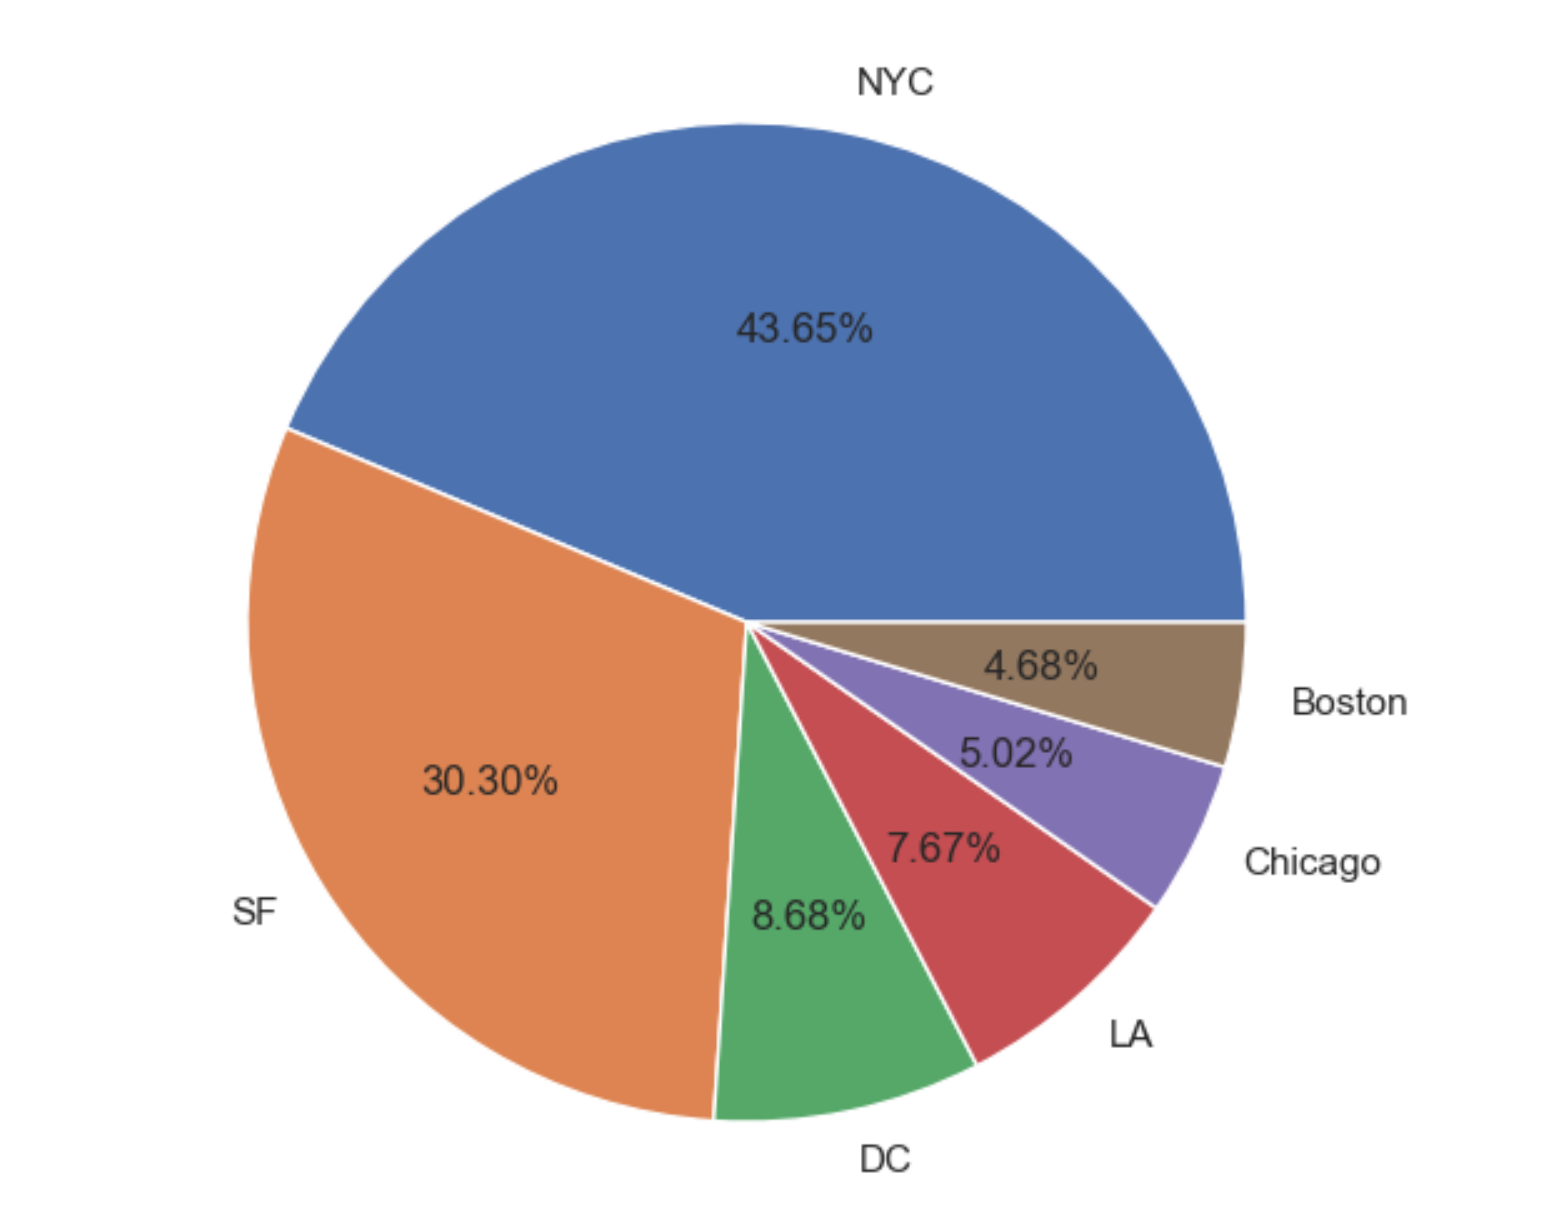 NYC
43.65%
4.68%
Boston
5.02%
30.30%
7.67%
Chicago
SF
8.68%
LA
DC